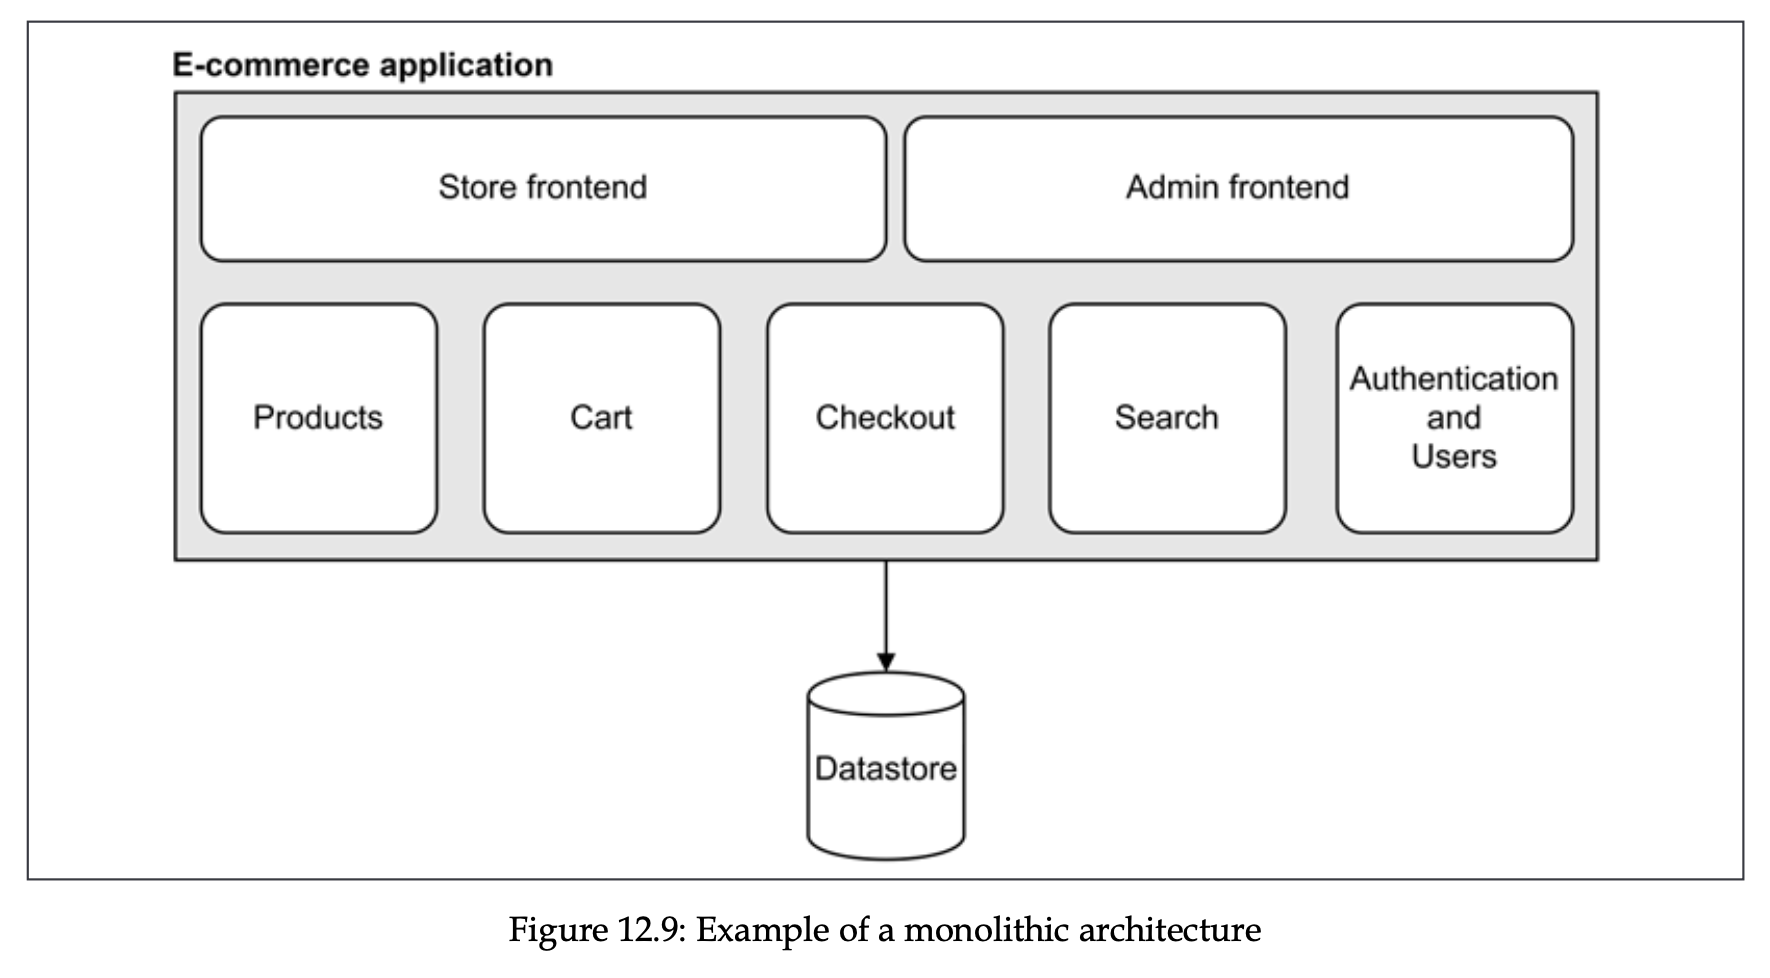 E-commerce application
Store frontend
Admin frontend
Products
Cart
Checkout
Search
Authentication
and
Users
Datastore
Figure 12.9: Example of a monolithic architecture